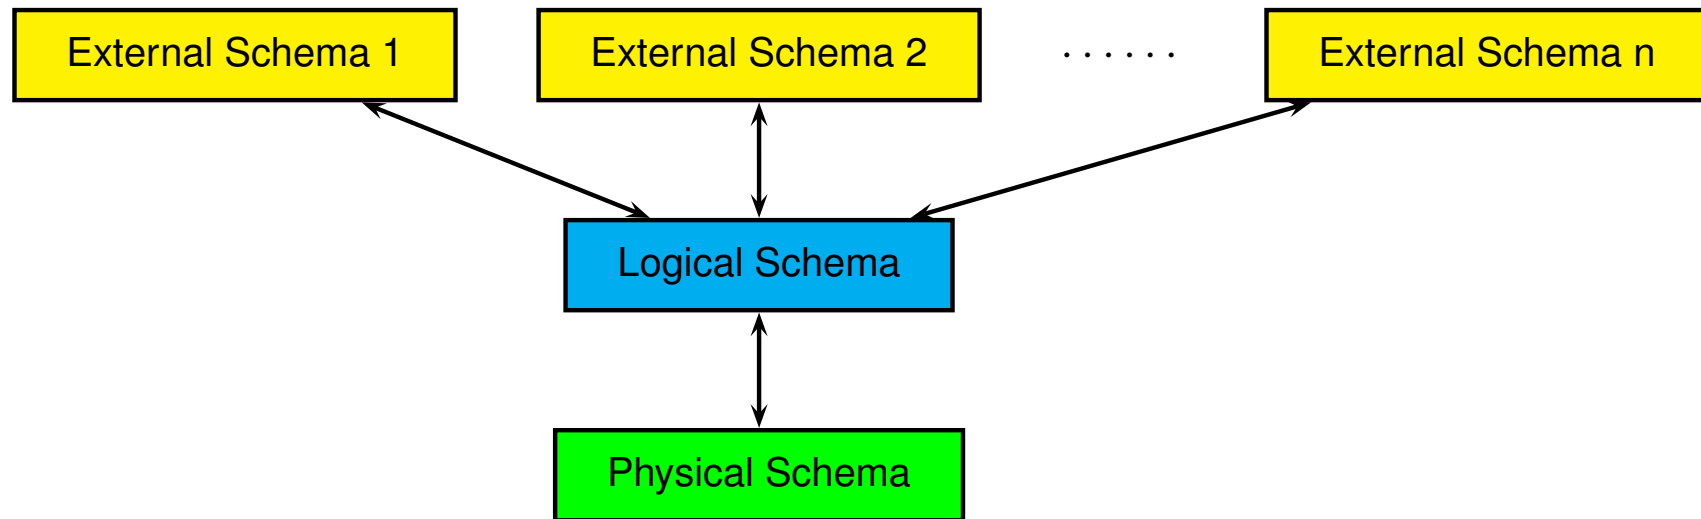 External Schema 1 External Schema 2 ...... External Schema n
Logical Schema
Physical Schema